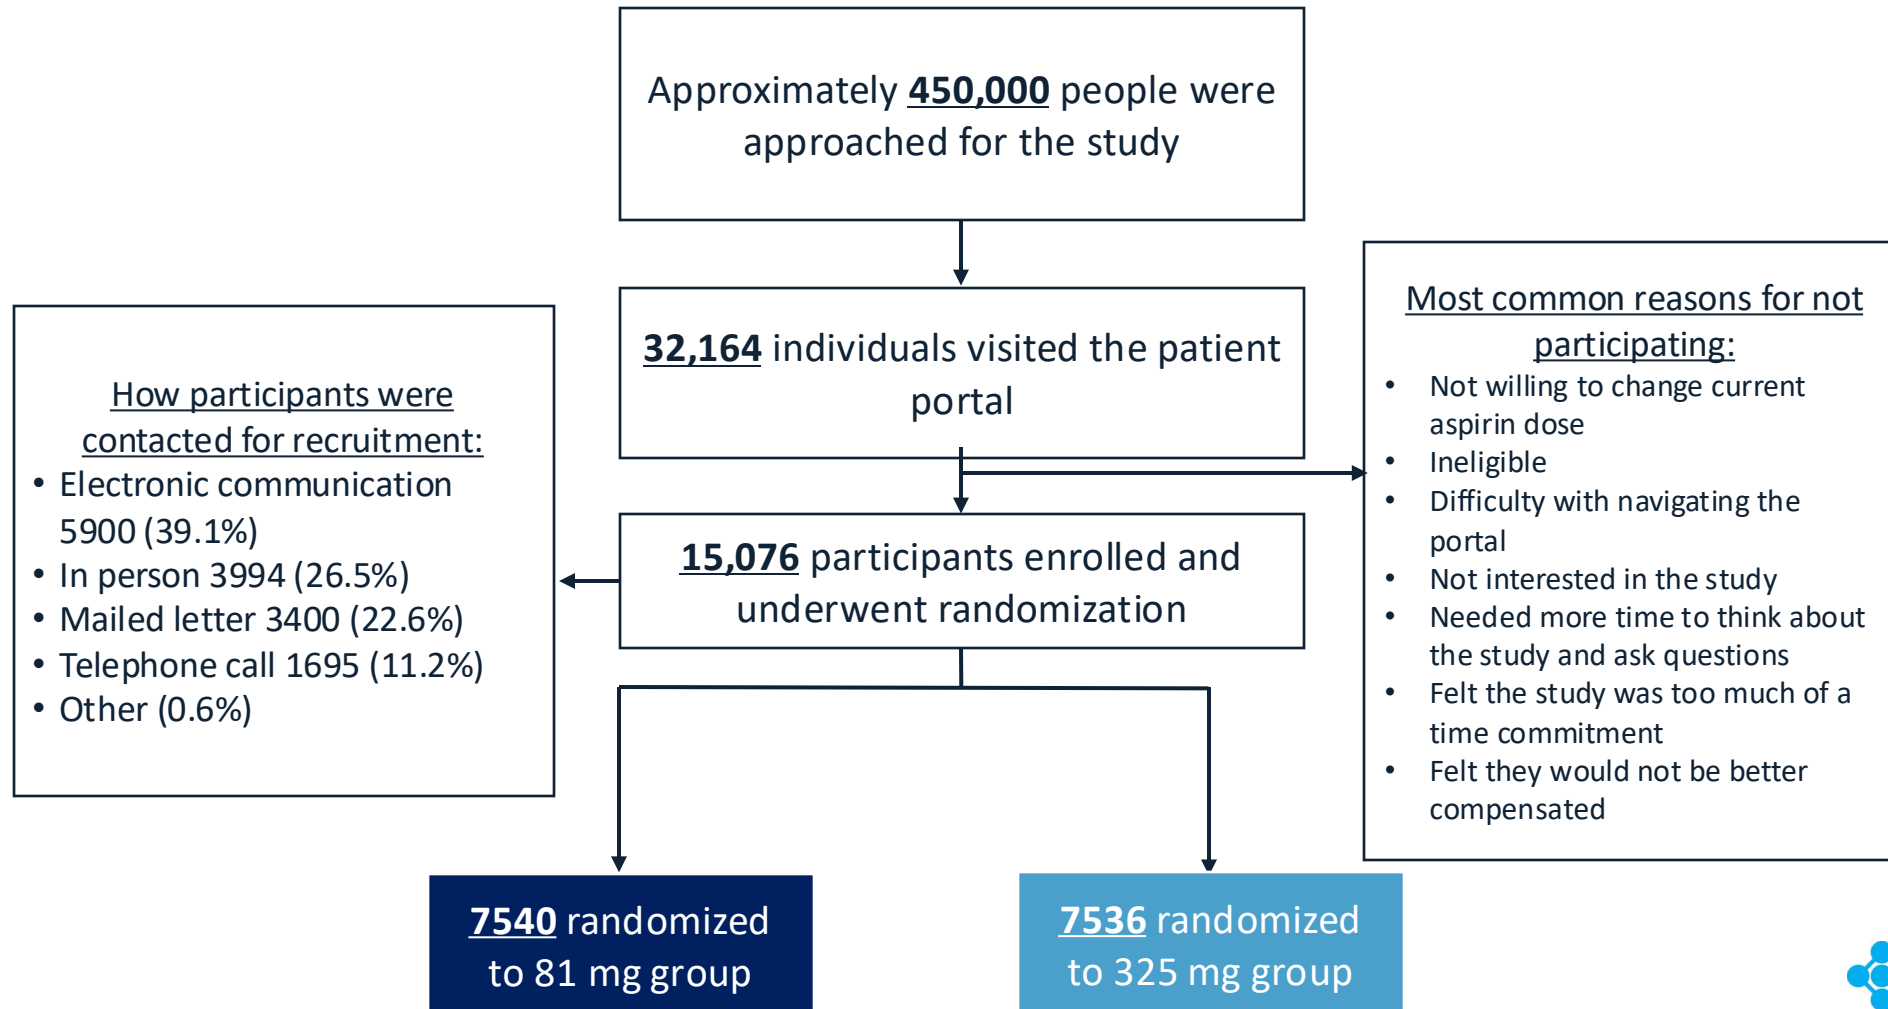 Approximately 450,000 people were
approached for the study
32,164 individuals visited the patient
portal
How participants were
contacted for recruitment:
• Electronic communication
5900 (39.1%)
• In person 3994 (26.5%)
• Mailed letter 3400 (22.6%)
• Telephone call 1695 (11.2%)
• Other (0.6%)
Most common reasons for not
participating:
• Not willing to change current
aspirin dose
• Ineligible
• Difficulty with navigating the
portal
• Not interested in the study
• Needed more time to think about
the study and ask questions
• Felt the study was too much of a
time commitment
• Felt they would not be better
compensated
15,076 participants enrolled and
underwent randomization
7540 randomized
to 81 mg group
7536 randomized
to 325 mg group